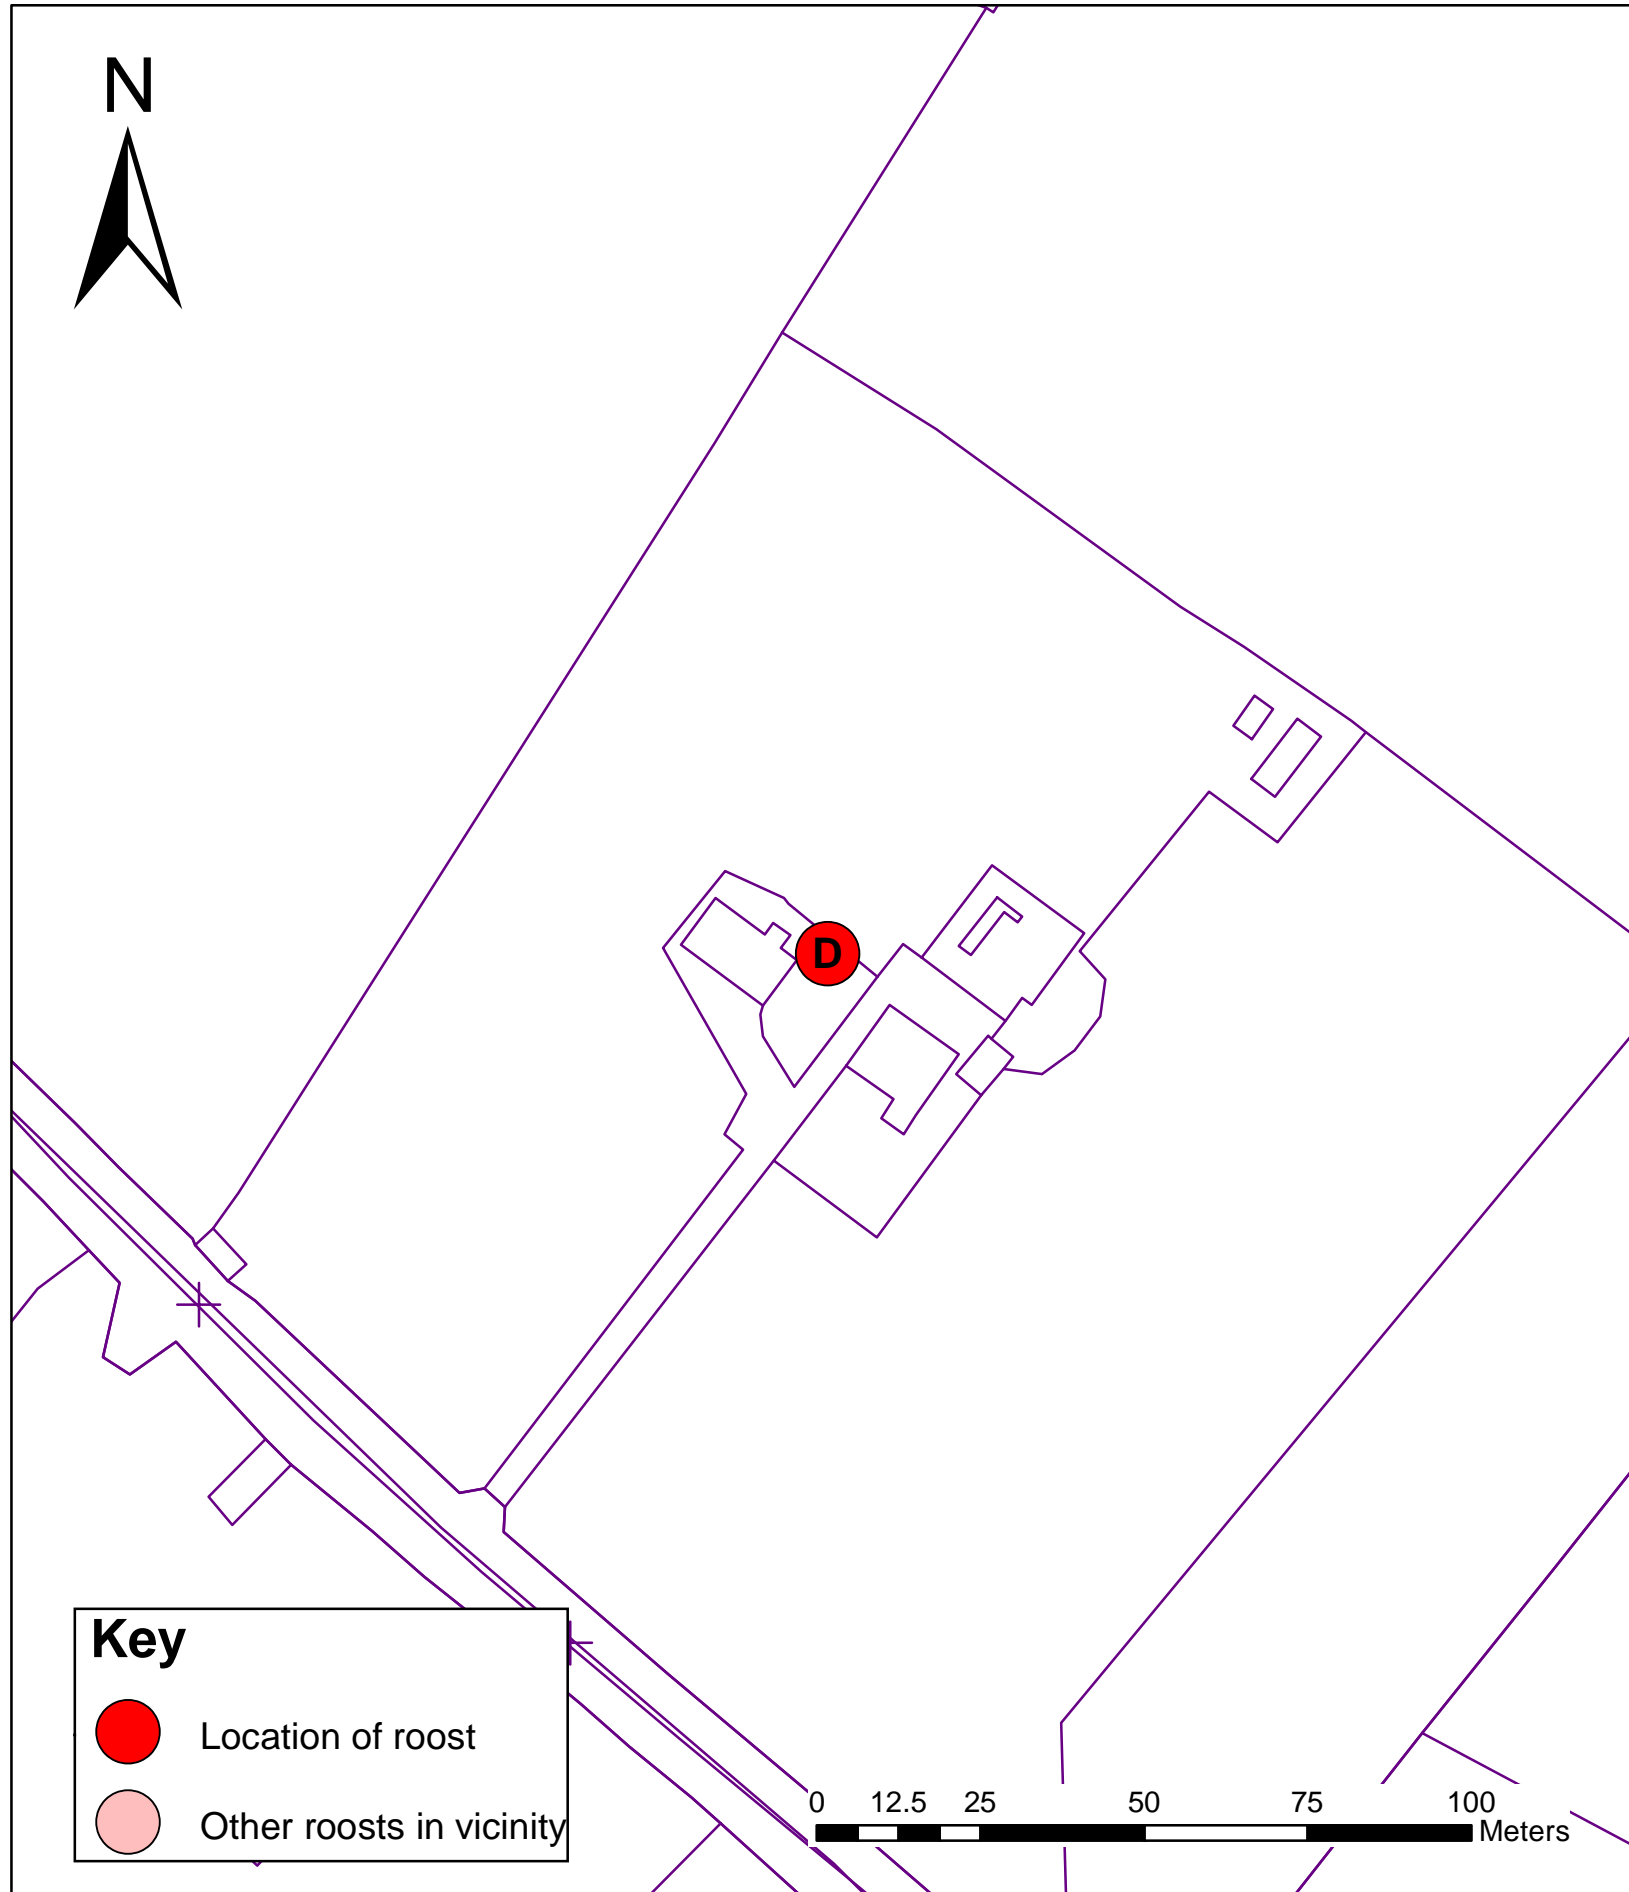 N
D
Key
Location of roost
Other roosts in vicinity
0 12.5 25 50 75 100
Meters